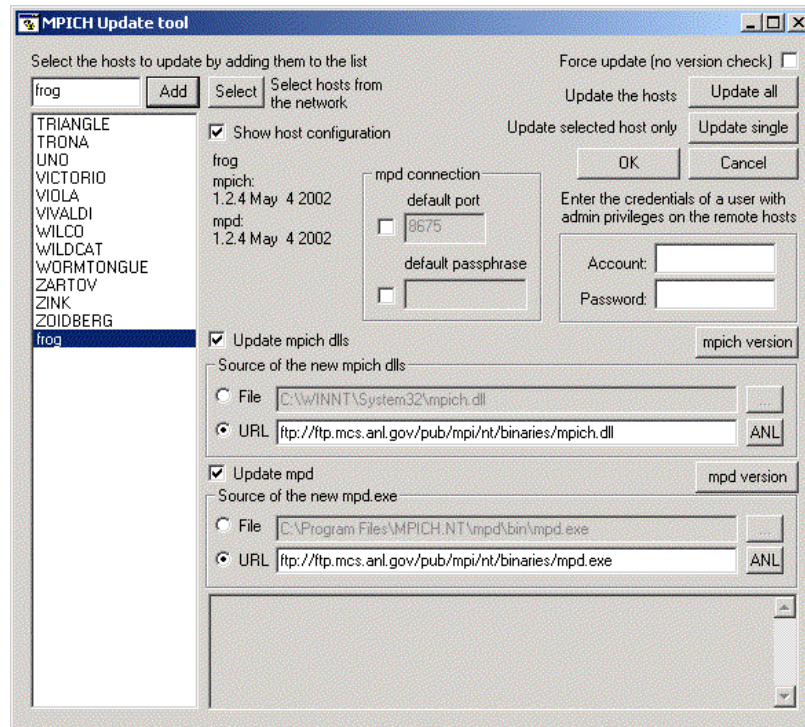 MPICH Update tool
Select the hosts to update by adding them to the list
Force update (no version check)
frog
Add
Select
Select hosts from
the network
Update the hosts
Update all
TRIANGLE
TRONA
UNO
VICTORIO
VIOLA
VIVALDI
WILCO
WILDCAT
WORMTONGUE
ZARTOV
ZINK
ZOIDBERG
frog
Show host configuration
Update selected host only
Update single
OK
Cancel
frog
mpich:
1.2.4 May 4 2002
mpd:
1.2.4 May 4 2002
mpd connection
default port
8675
default passphrase
Enter the credentials of a user with
admin privileges on the remote hosts
Account:
Password:
Update mpich dlls
mpich version
Source of the new mpich dlls
File
C:\WINNT\System32\mpich.dll
...
URL
ftp://ftp.mcs.anl.gov/pub/mpi/nt/binaries/mpich.dll
ANL
Update mpd
mpd version
Source of the new mpd.exe
File
C:\Program Files\MPICH.NT\mpd\bin\mpd.exe
...
URL
ftp://ftp.mcs.anl.gov/pub/mpi/nt/binaries/mpd.exe
ANL